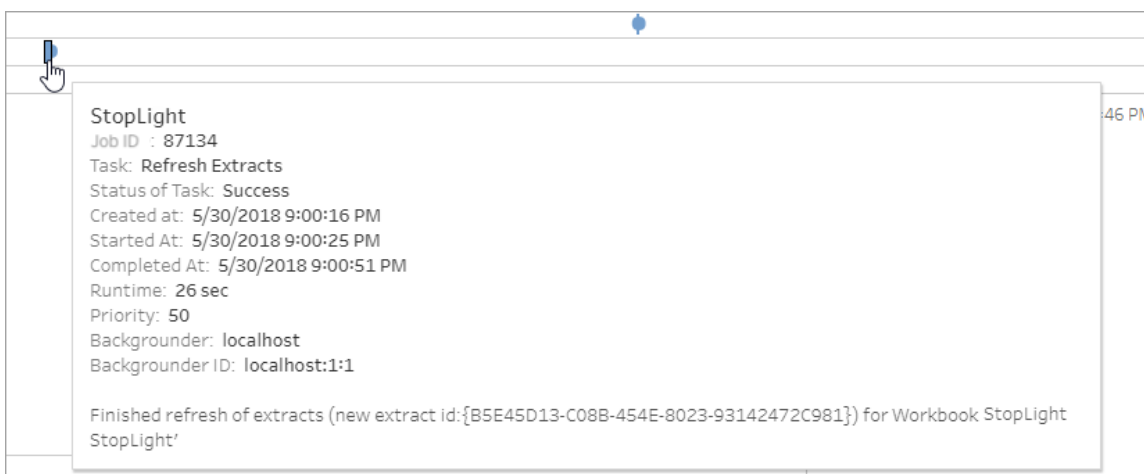 :46 PM
StopLight
Job ID : 87134
Task: Refresh Extracts
Status of Task: Success
Created at: 5/30/2018 9:00:16 PM
Started At: 5/30/2018 9:00:25 PM
Completed At: 5/30/2018 9:00:51 PM
Runtime: 26 sec
Priority: 50
Backgrounder: localhost
Backgrounder ID: localhost:1:1
Finished refresh of extracts (new extract id:{B5E45D13-C08B-454E-8023-93142472C981}) for Workbook StopLight
StopLight’